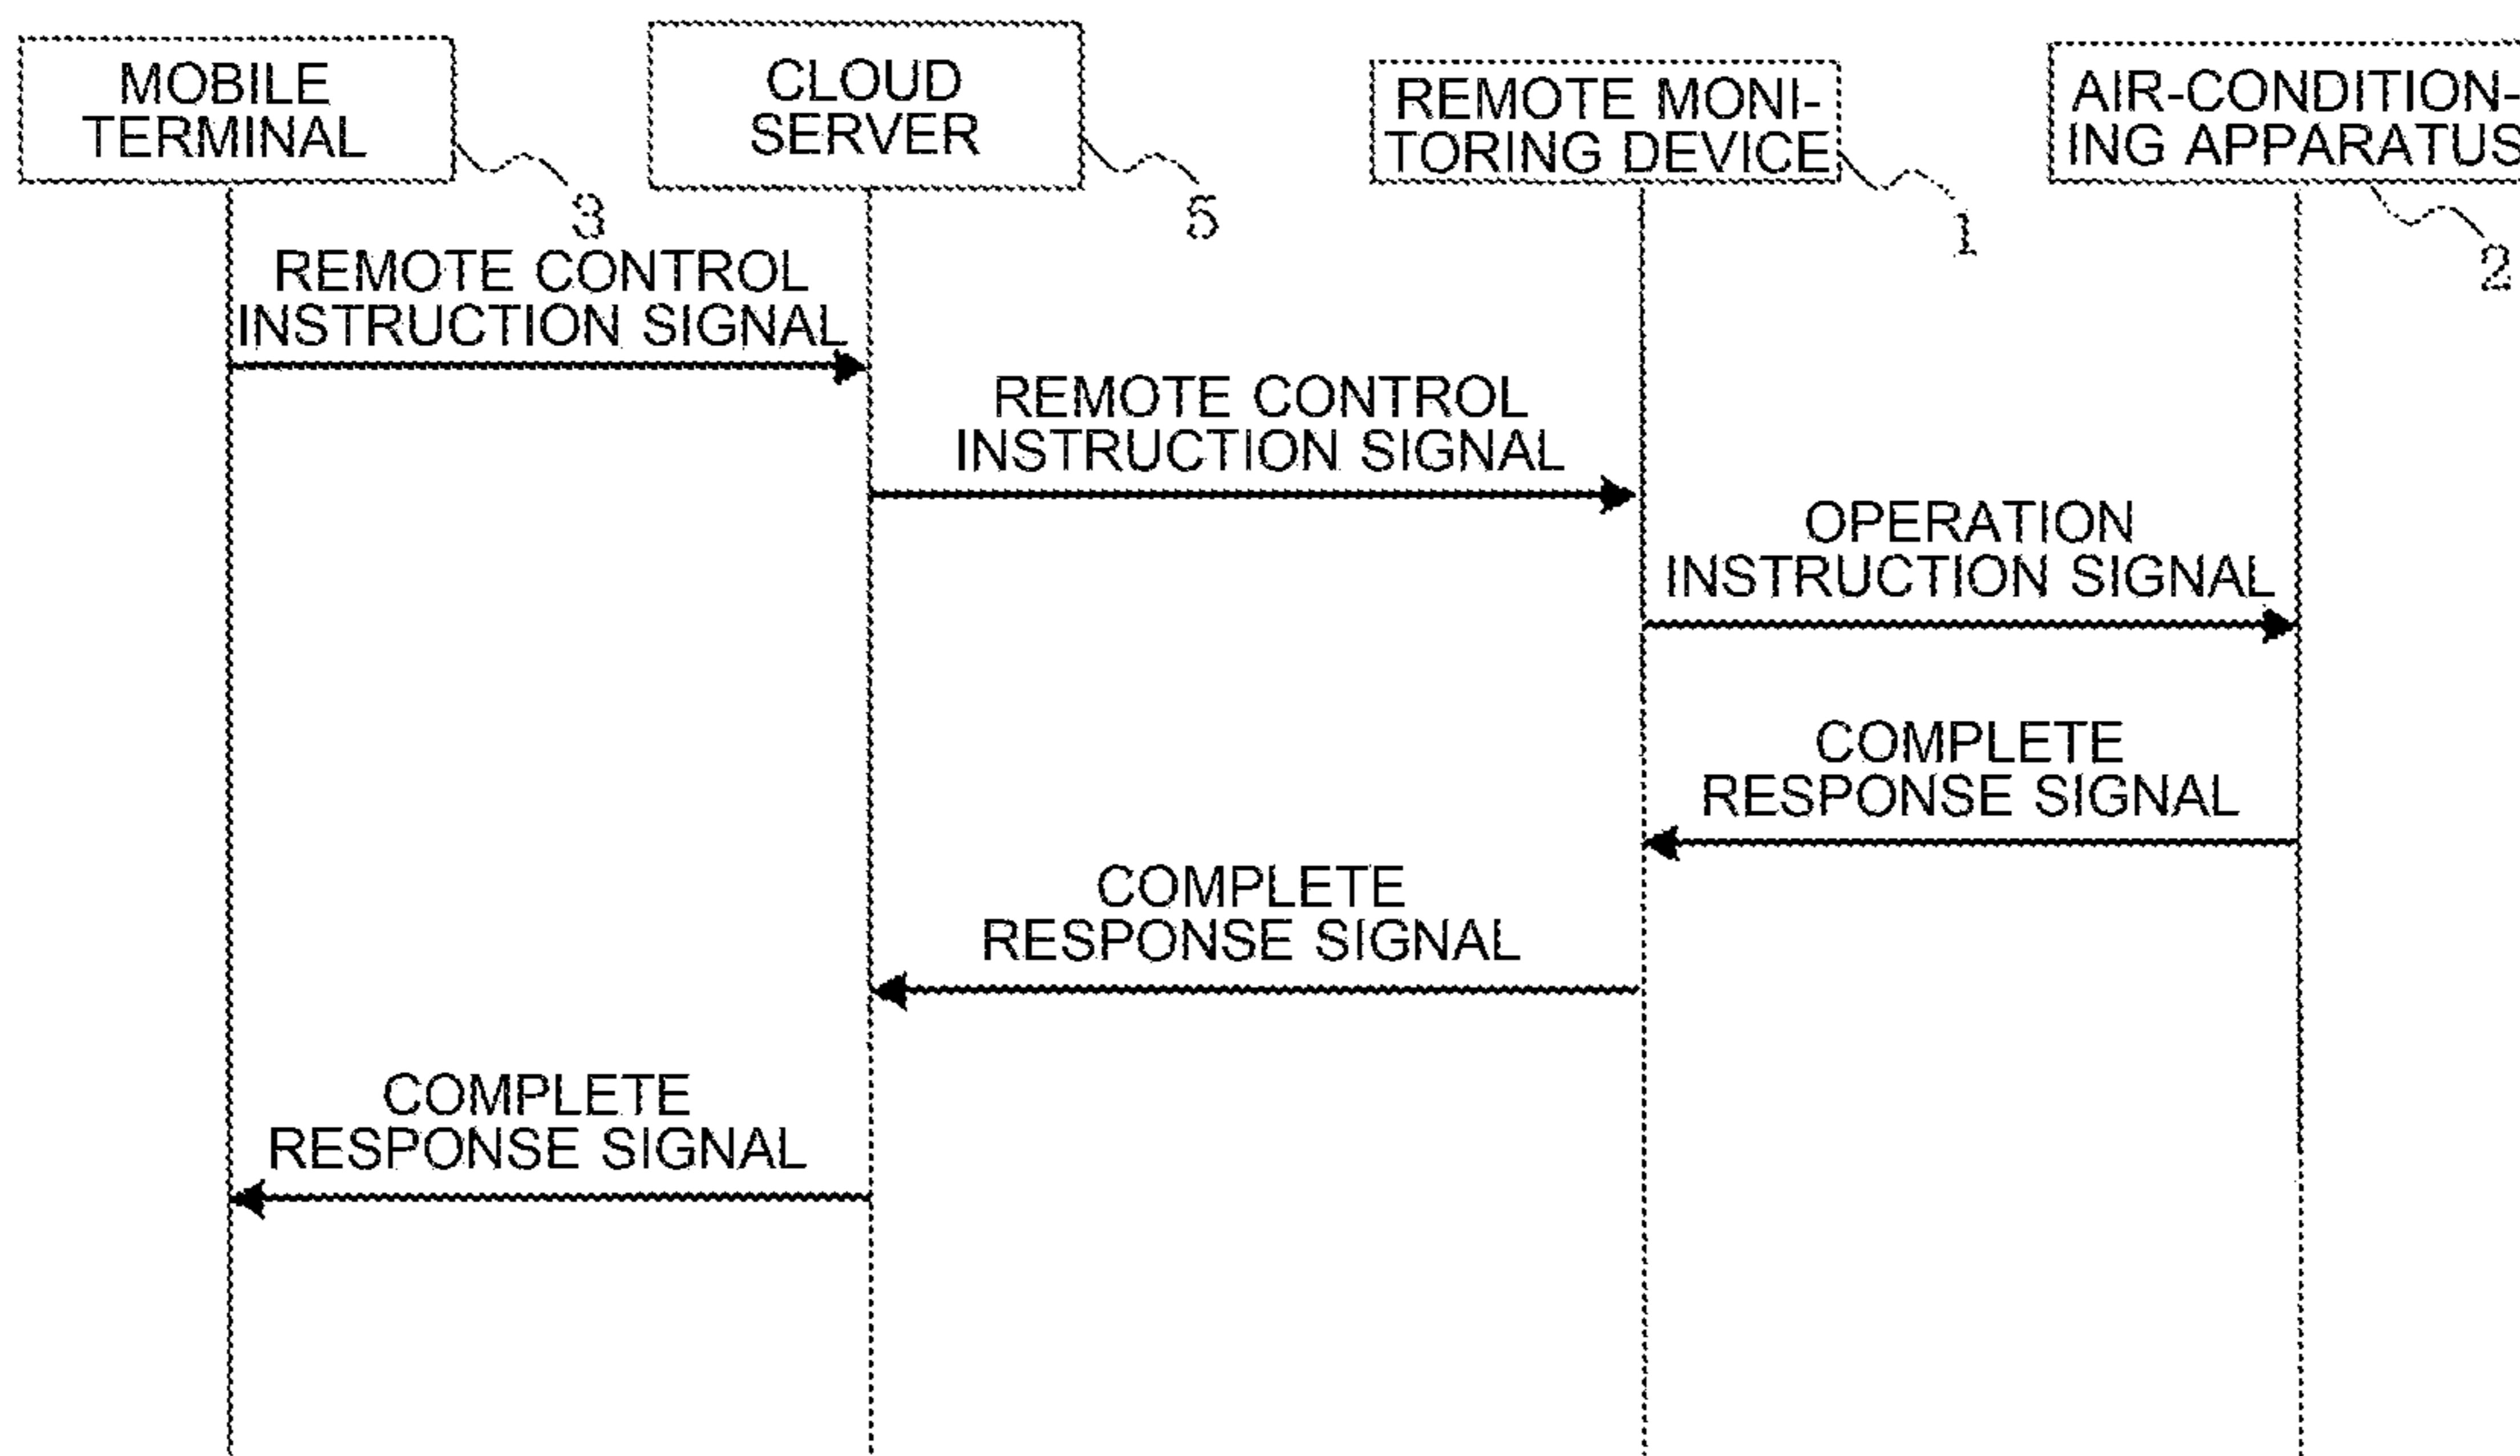 MOBILE
TERMINAL
CLOUD
SERVER
REMOTE MONI-
TORING DEVICE
AIR-CONDITION-
ING APPARATUS
3
5
1
2
REMOTE CONTROL
INSTRUCTION SIGNAL
REMOTE CONTROL
INSTRUCTION SIGNAL
OPERATION
INSTRUCTION SIGNAL
COMPLETE
RESPONSE SIGNAL
COMPLETE
RESPONSE SIGNAL
COMPLETE
RESPONSE SIGNAL